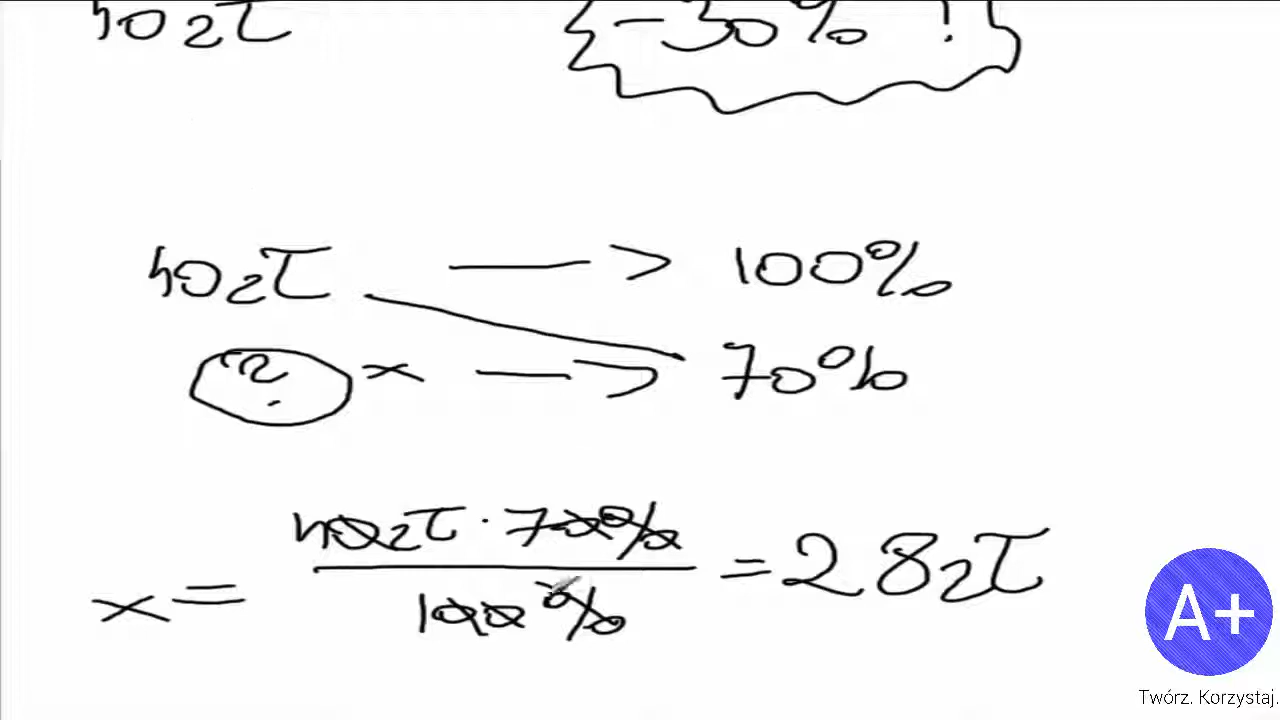 40zł -30% !
40zł —> 100%
? x —> 70%
x = 40zł · 70% / 100% = 28zł
A+
Twórz. Korzystaj.